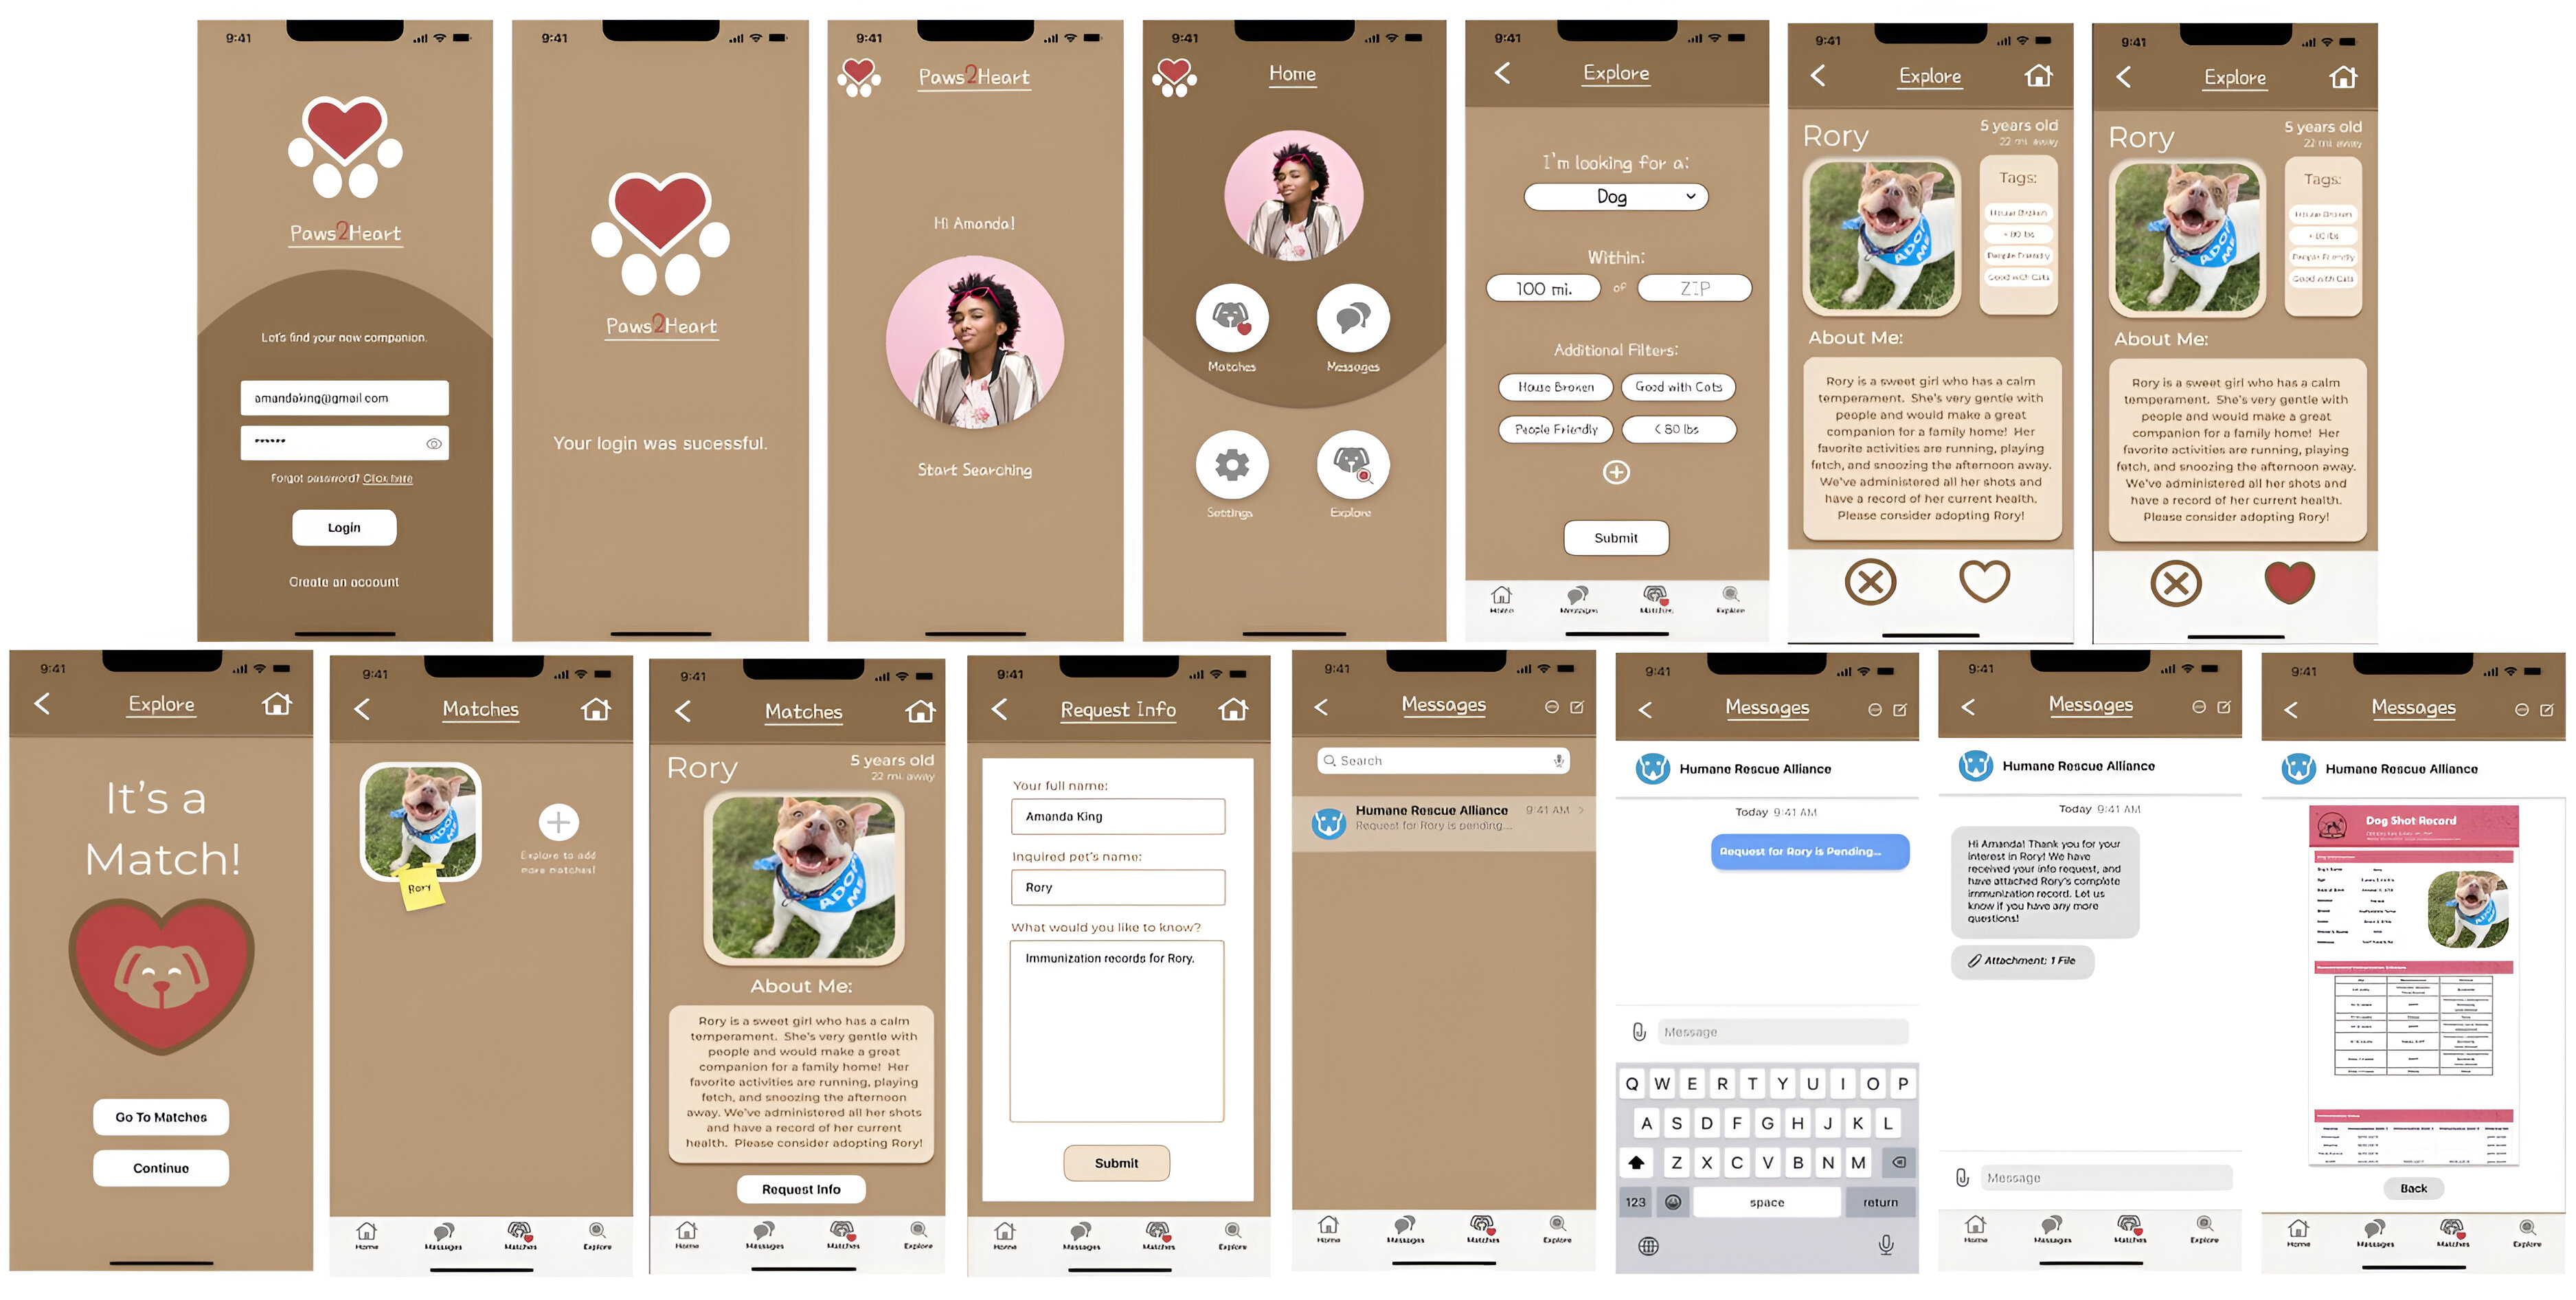 9:41
Paws2Heart
Let's find your new companion.
amandaking@gmail.com
Forgot password? Click here
Login
Create an account
9:41
Paws2Heart
Your login was sucessful.
9:41
Paws2Heart
Hi Amanda!
Start Searching
9:41
Home
Matches
Messages
Settings
Explore
9:41
Explore
I'm looking for a:
Dog
Within:
100 mi.
of
ZIP
Additional Filters:
House Broken
Good with Cats
People Friendly
< 80 lbs
Submit
Home
Messages
Matches
Explore
9:41
Explore
Rory
5 years old
22 mi. away
Tags:
House Broken
< 80 lbs
People Friendly
Good with Cats
ADOPT
ME
About Me:
Rory is a sweet girl who has a calm
temperament. She's very gentle with
people and would make a great
companion for a family home! Her
favorite activities are running, playing
fetch, and snoozing the afternoon away.
We've administered all her shots and
have a record of her current health.
Please consider adopting Rory!
9:41
Explore
Rory
5 years old
22 mi. away
Tags:
House Broken
< 80 lbs
People Friendly
Good with Cats
ADOPT
ME
About Me:
Rory is a sweet girl who has a calm
temperament. She's very gentle with
people and would make a great
companion for a family home! Her
favorite activities are running, playing
fetch, and snoozing the afternoon away.
We've administered all her shots and
have a record of her current health.
Please consider adopting Rory!
9:41
Explore
It's a
Match!
Go To Matches
Continue
9:41
Matches
ADOPT
ME
Rory
Explore to add
more matches!
Home
Messages
Matches
Explore
9:41
Matches
Rory
5 years old
22 mi. away
ADOPT
ME
About Me:
Rory is a sweet girl who has a calm
temperament. She's very gentle with
people and would make a great
companion for a family home! Her
favorite activities are running, playing
fetch, and snoozing the afternoon
away. We've administered all her shots
and have a record of her current
health. Please consider adopting Rory!
Request Info
Home
Messages
Matches
Explore
9:41
Request Info
Your full name:
Amanda King
Inquired pet's name:
Rory
What would you like to know?
Immunization records for Rory.
Submit
Home
Messages
Matches
Explore
9:41
Messages
Search
Humane Rescue Alliance
9:41 AM
Request for Rory is pending...
Home
Messages
Matches
Explore
9:41
Messages
Humane Rescue Alliance
Today 9:41 AM
Request for Rory is Pending...
Message
Q W E R T Y U I O P
A S D F G H J K L
Z X C V B N M
123
space
return
9:41
Messages
Humane Rescue Alliance
Today 9:41 AM
Hi Amanda! Thank you for your
interest in Rory! We have
received your info request, and
have attached Rory's complete
immunization record. Let us
know if you have any more
questions!
Attachment: 1 File
Message
Home
Messages
Matches
Explore
9:41
Messages
Humane Rescue Alliance
Dog Shot Record
Back
Home
Messages
Matches
Explore